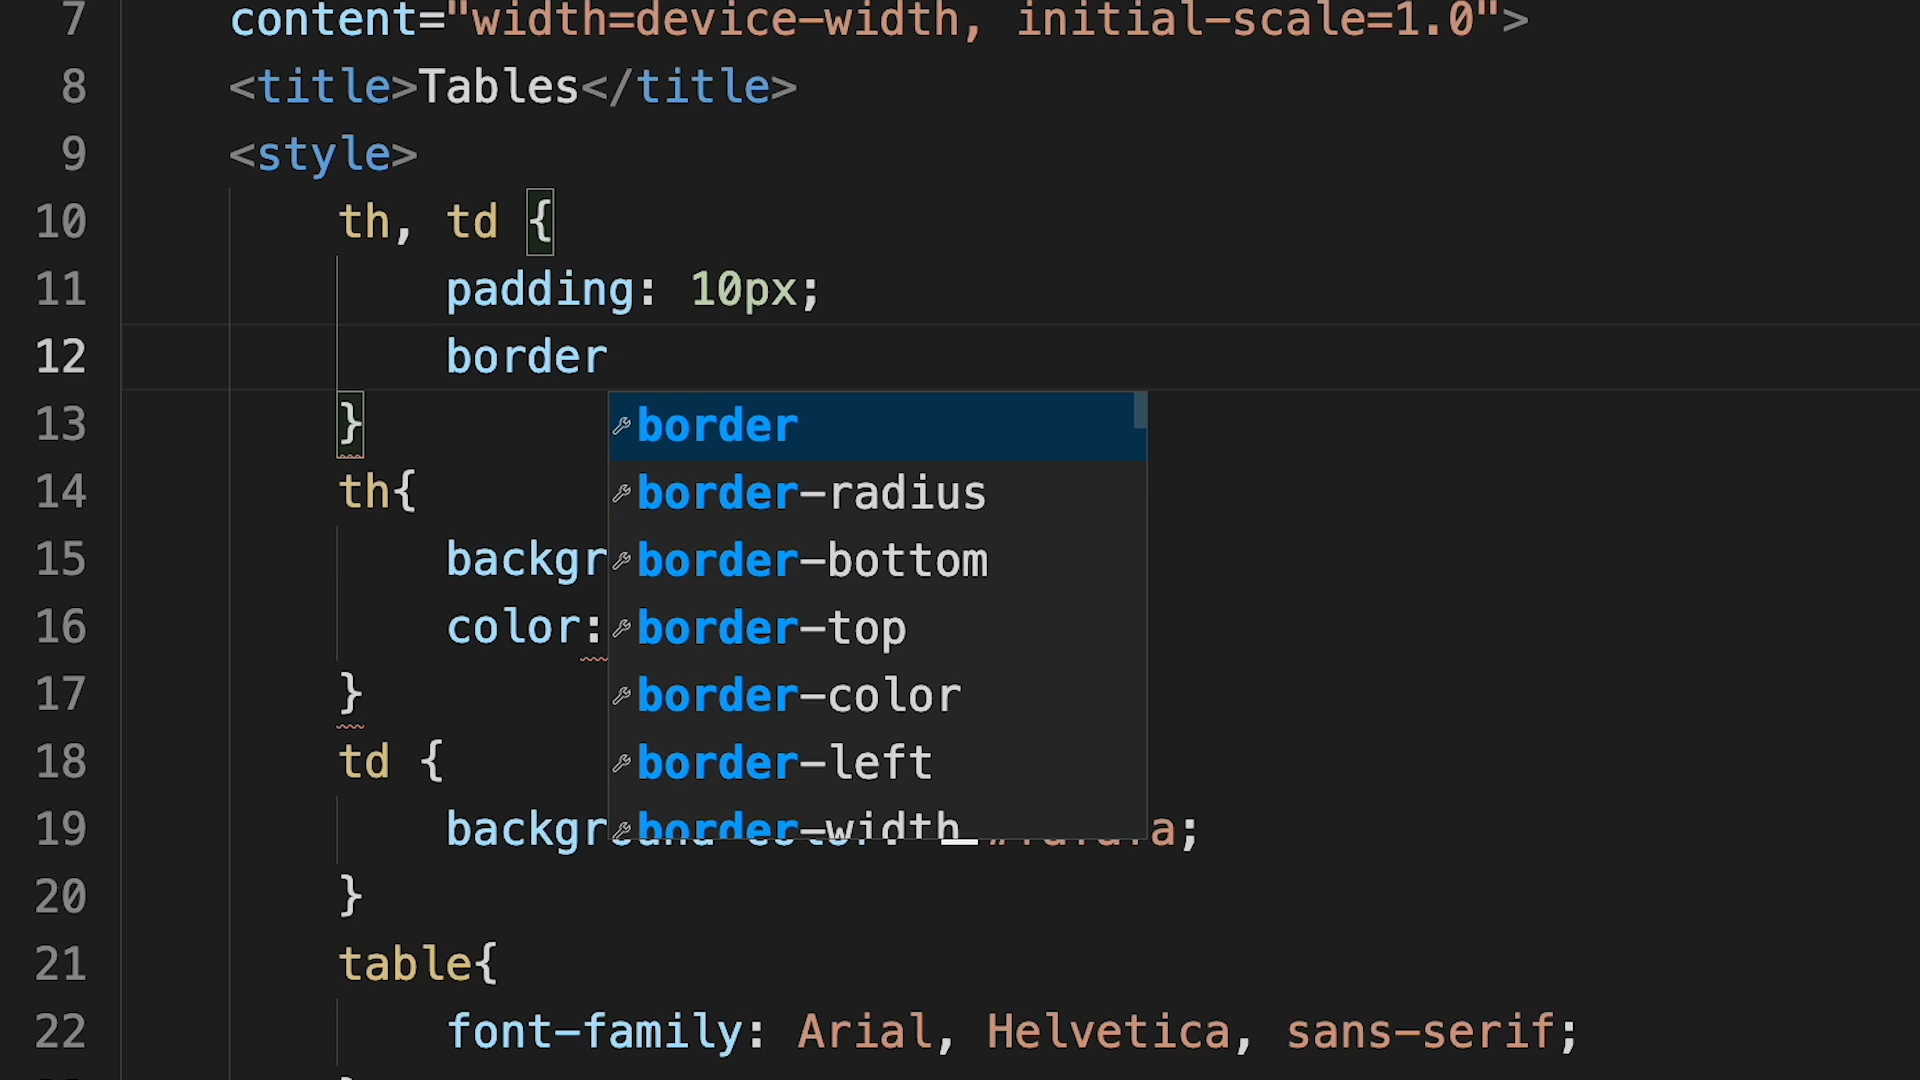 7 content="width=device-width, initial-scale=1.0">
8 <title>Tables</title>
9 <style>
10 th, td {
11 padding: 10px;
12 border
13 }
border
14 th{
border-radius
15 backgr
border-bottom
16 color:
border-top
17 }
border-color
18 td {
border-left
19 backgr a;
border-width
20 }
21 table{
22 font-family: Arial, Helvetica, sans-serif;